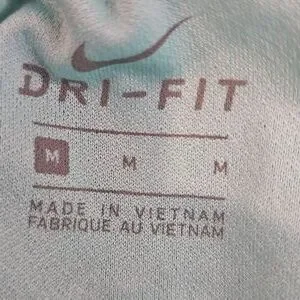 DRI-FIT
M M M
MADE IN VIETNAM
FABRIQUE AU VIETNAM